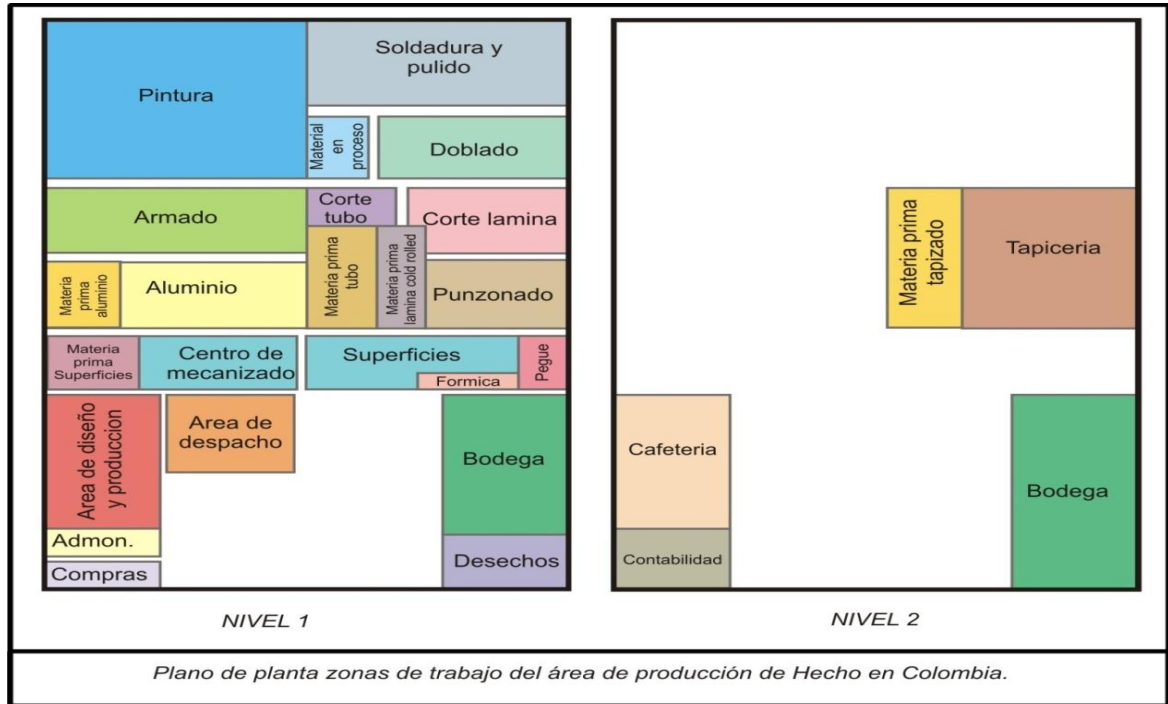 Pintura
Soldadura y
pulido
Material
en
proceso
Doblado
Armado
Corte
tubo
Corte lamina
Materia
prima
aluminio
Aluminio
Materia prima
tubo
Materia prima
lamina cold rolled
Punzonado
Materia
prima
Superficies
Centro de
mecanizado
Superficies
Formica
Pegue
Area de diseño
y produccion
Area de
despacho
Bodega
Admon.
Compras
Desechos
NIVEL 1
Materia prima
tapizado
Tapiceria
Cafeteria
Contabilidad
Bodega
NIVEL 2
Plano de planta zonas de trabajo del área de producción de Hecho en Colombia.